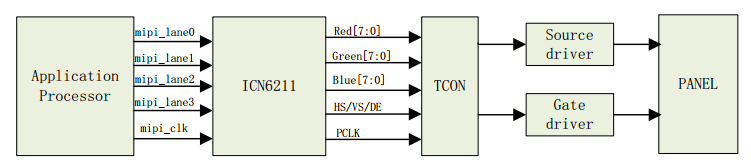 Application
Processor
mipi_lane0
mipi_lane1
mipi_lane2
mipi_lane3
mipi_clk
ICN6211
Red[7:0]
Green[7:0]
Blue[7:0]
HS/VS/DE
PCLK
TCON
Source
driver
Gate
driver
PANEL